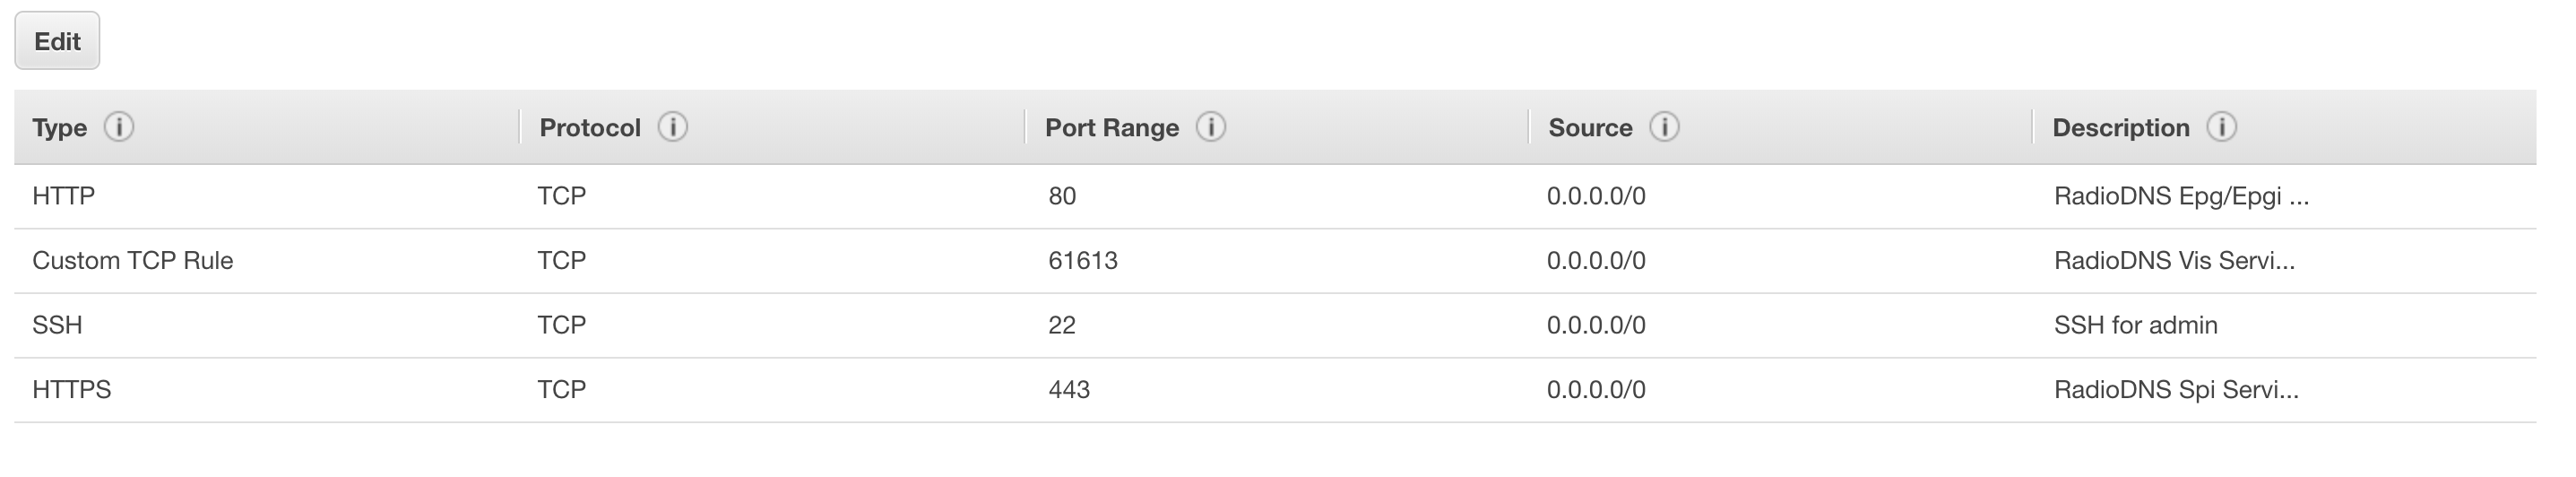 Edit
Type Protocol Port Range Source Description
HTTP TCP 80 0.0.0.0/0 RadioDNS Epg/Epgi ...
Custom TCP Rule TCP 61613 0.0.0.0/0 RadioDNS Vis Servi...
SSH TCP 22 0.0.0.0/0 SSH for admin
HTTPS TCP 443 0.0.0.0/0 RadioDNS Spi Servi...